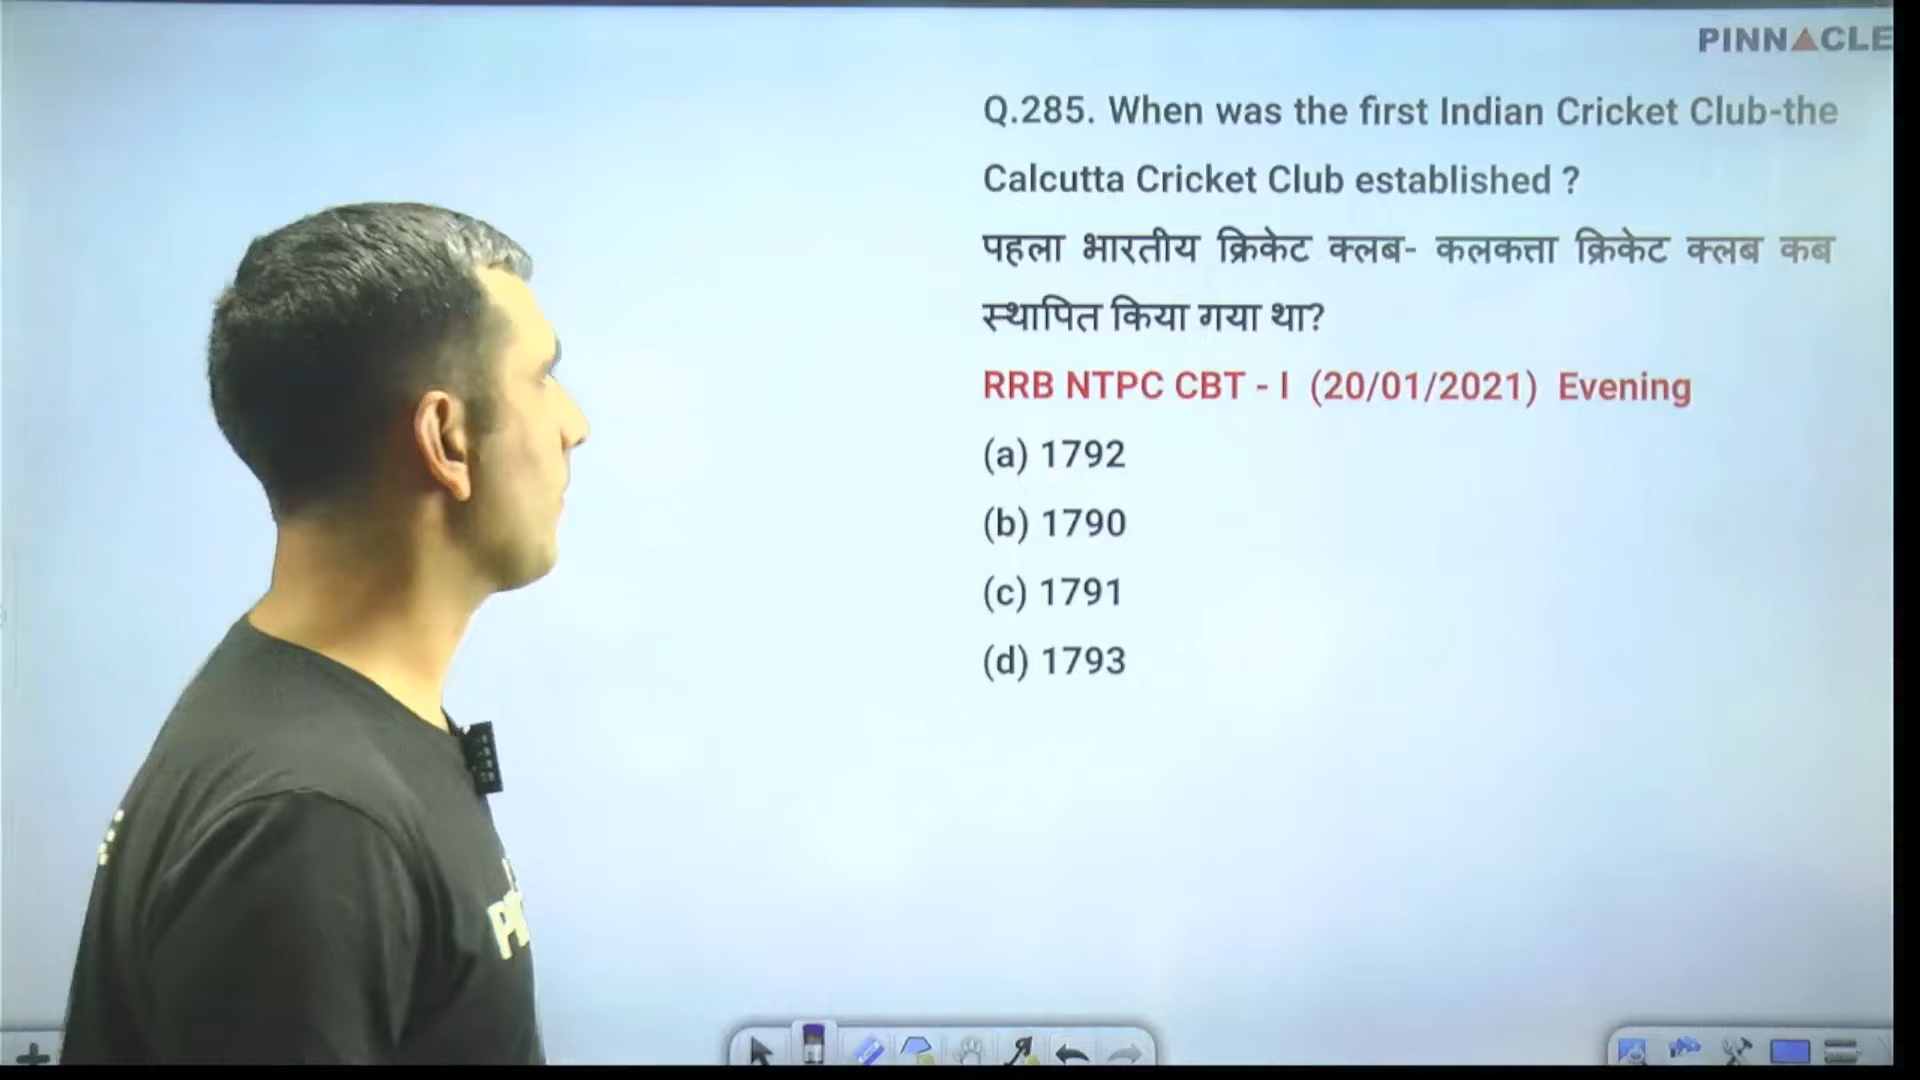 PINNACLE
Q.285. When was the first Indian Cricket Club-the
Calcutta Cricket Club established ?
पहला भारतीय क्रिकेट क्लब- कलकत्ता क्रिकेट क्लब कब
स्थापित किया गया था?
RRB NTPC CBT - I (20/01/2021) Evening
(a) 1792
(b) 1790
(c) 1791
(d) 1793